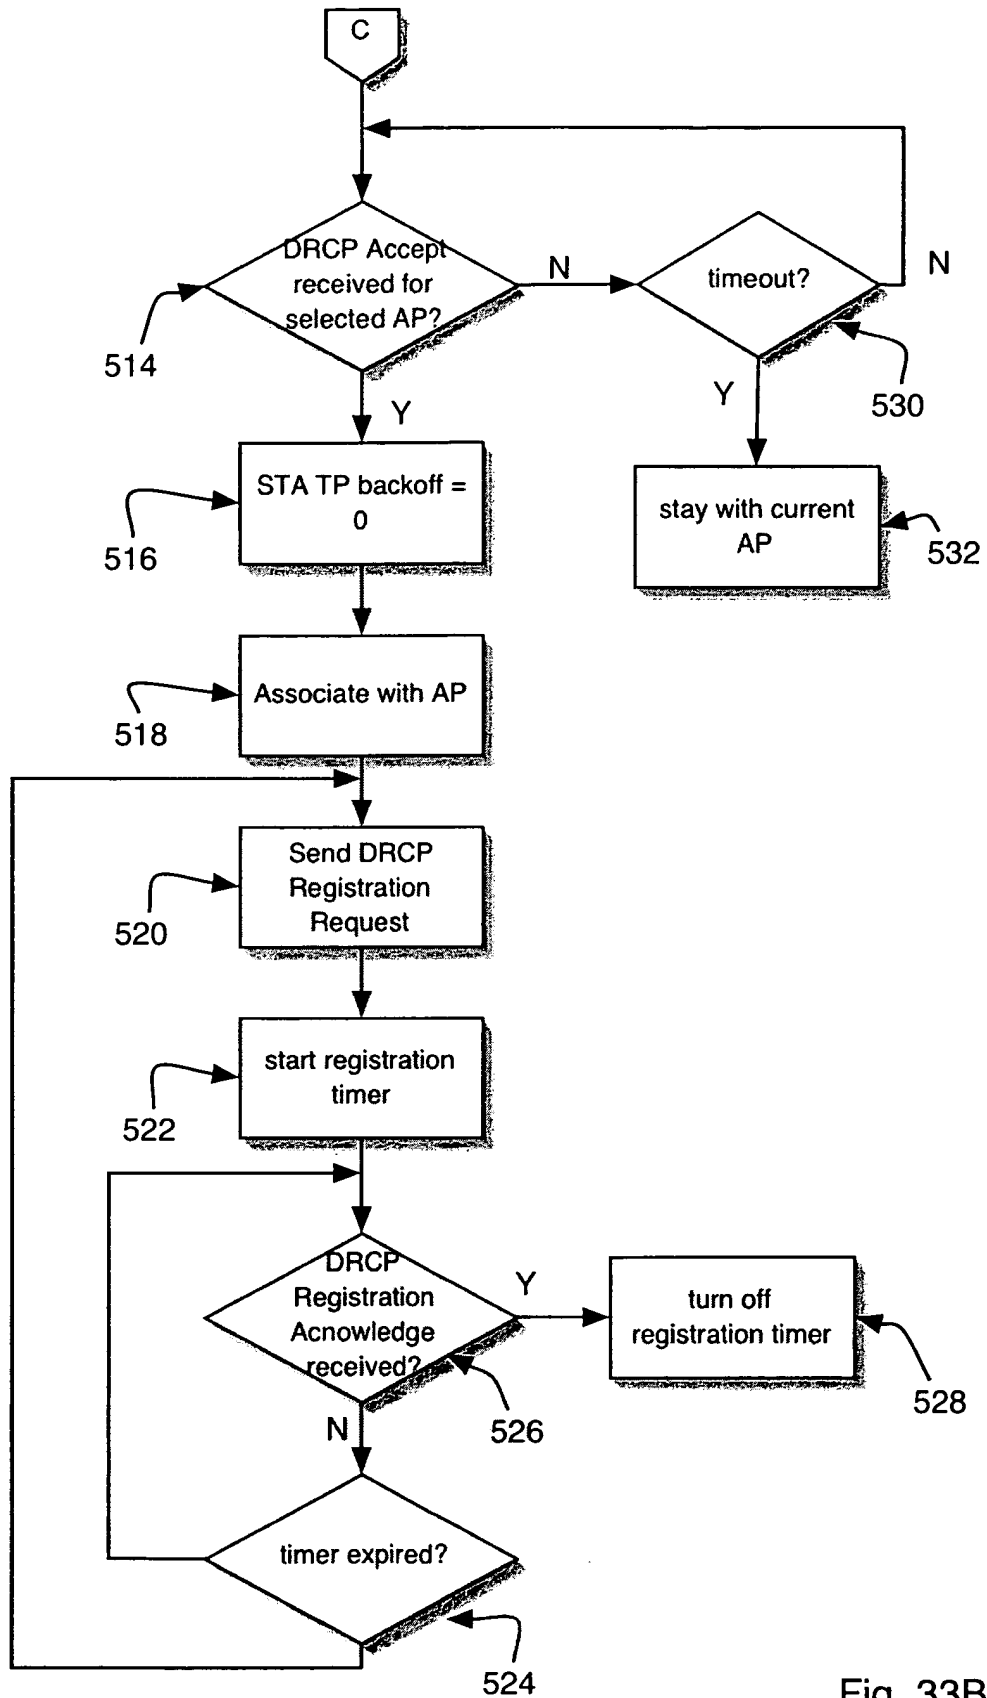 C
DRCP Accept
received for
selected AP?
N
timeout?
N
514
530
Y
Y
STA TP backoff =
0
516
stay with current
AP
532
Associate with AP
518
Send DRCP
Registration
Request
520
start registration
timer
522
DRCP
Registration
Acnowledge
received?
Y
turn off
registration timer
528
526
N
timer expired?
524
Fig. 33B